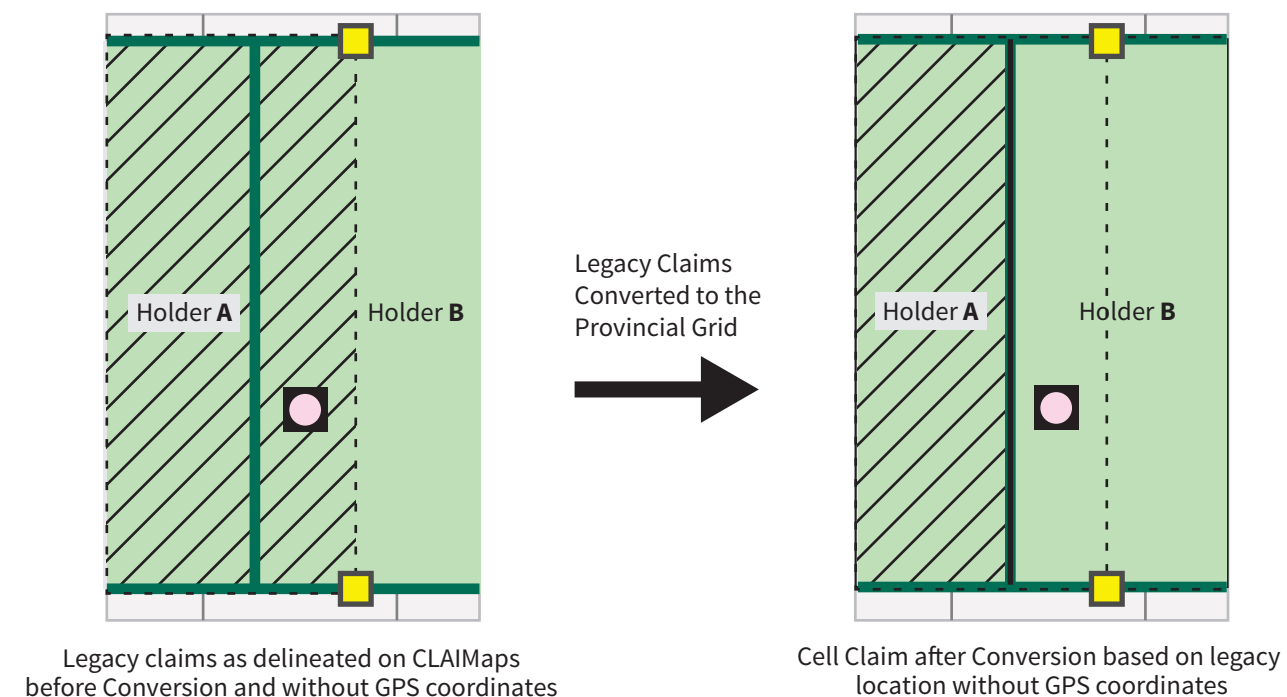 Holder A
Holder B
Legacy Claims
Converted to the
Provincial Grid
Holder A
Holder B
Legacy claims as delineated on CLAIMaps
before Conversion and without GPS coordinates
Cell Claim after Conversion based on legacy
location without GPS coordinates